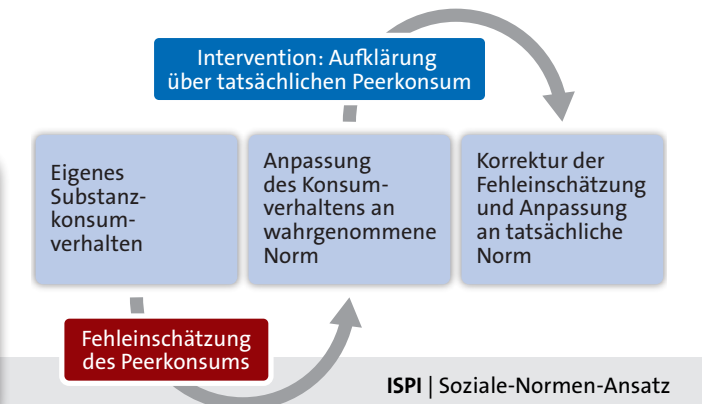 Intervention: Aufklärung
über tatsächlichen Peerkonsum
Eigenes
Substanz-
konsum-
verhalten
Anpassung
des Konsum-
verhaltens an
wahrgenommene
Norm
Korrektur der
Fehleinschätzung
und Anpassung
an tatsächliche
Norm
Fehleinschätzung
des Peerkonsums
ISPI | Soziale-Normen-Ansatz